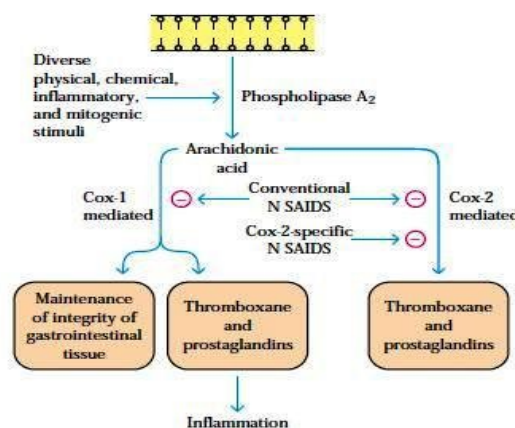 Diverse
physical, chemical,
inflammatory,
and mitogenic
stimuli
Phospholipase A2
Arachidonic
acid
Cox-1
mediated
Conventional
N SAIDS
Cox-2
mediated
Cox-2-specific
N SAIDS
Maintenance
of integrity of
gastrointestinal
tissue
Thromboxane
and
prostaglandins
Thromboxane
and
prostaglandins
Inflammation